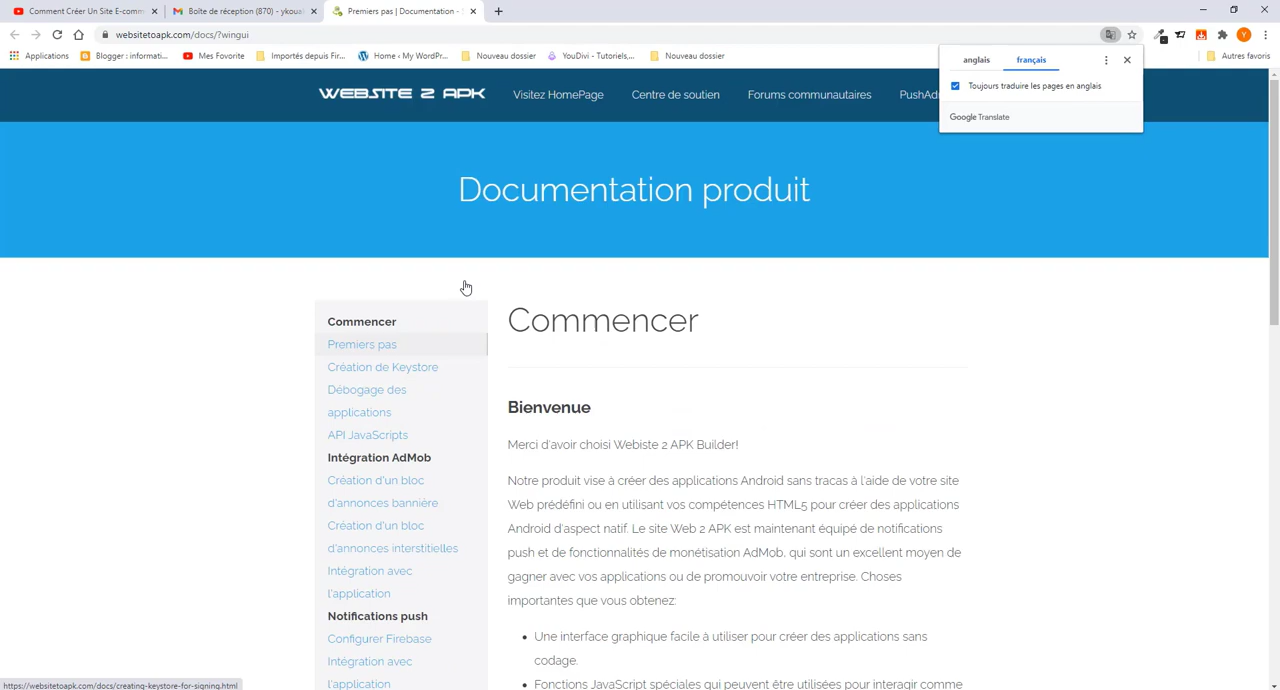 Comment Créer Un Site E-comm
Boîte de réception (870) - ykoua
Premiers pas | Documentation -
websitetoapk.com/docs/?wingui
Applications
Blogger : informati...
Mes Favorite
Importés depuis Fir...
Home ‹ My WordPr...
Nouveau dossier
YouDivi - Tutoriels,...
Nouveau dossier
Autres favoris
Y
anglais
français
Toujours traduire les pages en anglais
Google Translate
WEBSITE 2 APK
Visitez HomePage
Centre de soutien
Forums communautaires
PushAds
Documentation produit
Commencer
Premiers pas
Création de Keystore
Débogage des
applications
API JavaScripts
Intégration AdMob
Création d'un bloc
d'annonces bannière
Création d'un bloc
d'annonces interstitielles
Intégration avec
l'application
Notifications push
Configurer Firebase
Intégration avec
l'application
Commencer
Bienvenue
Merci d'avoir choisi Webiste 2 APK Builder!
Notre produit vise à créer des applications Android sans tracas à l'aide de votre site
Web prédéfini ou en utilisant vos compétences HTML5 pour créer des applications
Android d'aspect natif. Le site Web 2 APK est maintenant équipé de notifications
push et de fonctionnalités de monétisation AdMob, qui sont un excellent moyen de
gagner avec vos applications ou de promouvoir votre entreprise. Choses
importantes que vous obtenez:
Une interface graphique facile à utiliser pour créer des applications sans
codage.
Fonctions JavaScript spéciales qui peuvent être utilisées pour interagir comme
https://websitetoapk.com/docs/creating-keystore-for-signing.html